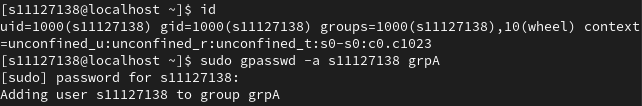 [s11127138@localhost ~]$ id
uid=1000(s11127138) gid=1000(s11127138) groups=1000(s11127138),10(wheel) context
=unconfined_u:unconfined_r:unconfined_t:s0-s0:c0.c1023
[s11127138@localhost ~]$ sudo gpasswd -a s11127138 grpA
[sudo] password for s11127138:
Adding user s11127138 to group grpA